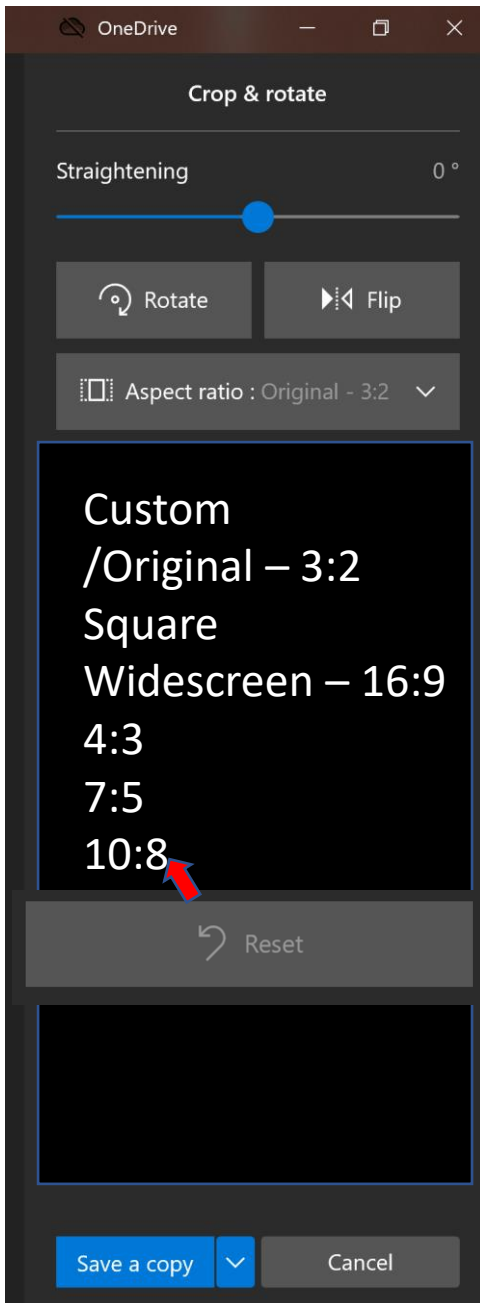 OneDrive
Crop & rotate
Straightening 0 °
Rotate Flip
Aspect ratio : Original - 3:2
Custom
/Original – 3:2
Square
Widescreen – 16:9
4:3
7:5
10:8
Reset
Save a copy Cancel